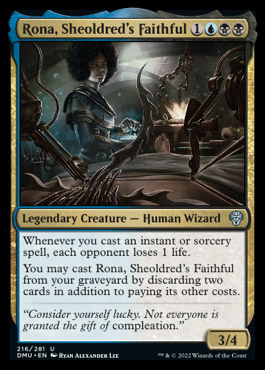 Rona, Sheoldred's Faithful 1
Legendary Creature — Human Wizard
Whenever you cast an instant or sorcery
spell, each opponent loses 1 life.
You may cast Rona, Sheoldred's Faithful
from your graveyard by discarding two
cards in addition to paying its other costs.
"Consider yourself lucky. Not everyone is
granted the gift of compleation."
3/4
216/281 U
DMU • EN Ryan Alexander Lee
™ & © 2022 Wizards of the Coast